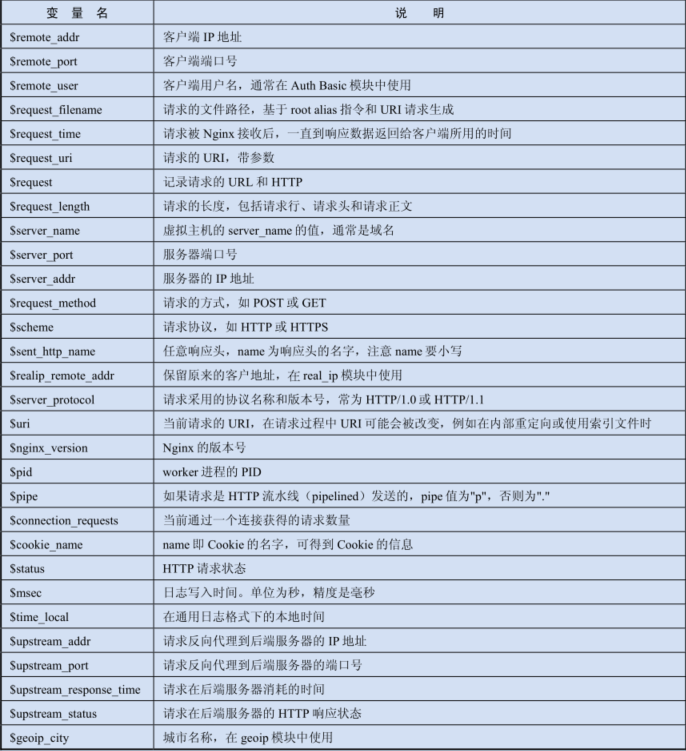 变 量 名 说 明
$remote_addr 客户端 IP 地址
$remote_port 客户端端口号
$remote_user 客户端用户名，通常在 Auth Basic 模块中使用
$request_filename 请求的文件路径，基于 root alias 指令和 URI 请求生成
$request_time 请求被 Nginx 接收后，一直到响应数据返回给客户端所用的时间
$request_uri 请求的 URI，带参数
$request 记录请求的 URL 和 HTTP
$request_length 请求的长度，包括请求行、请求头和请求正文
$server_name 虚拟主机的 server_name 的值，通常是域名
$server_port 服务器端口号
$server_addr 服务器的 IP 地址
$request_method 请求的方式，如 POST 或 GET
$scheme 请求协议，如 HTTP 或 HTTPS
$sent_http_name 任意响应头，name 为响应头的名字，注意 name 要小写
$realip_remote_addr 保留原来的客户地址，在 real_ip 模块中使用
$server_protocol 请求采用的协议名称和版本号，常为 HTTP/1.0 或 HTTP/1.1
$uri 当前请求的 URI，在请求过程中 URI 可能会被改变，例如在内部重定向或使用索引文件时
$nginx_version Nginx 的版本号
$pid worker 进程的 PID
$pipe 如果请求是 HTTP 流水线（pipelined）发送的，pipe 值为"p"，否则为"."
$connection_requests 当前通过一个连接获得的请求数量
$cookie_name name 即 Cookie 的名字，可得到 Cookie 的信息
$status HTTP 请求状态
$msec 日志写入时间。单位为秒，精度是毫秒
$time_local 在通用日志格式下的本地时间
$upstream_addr 请求反向代理到后端服务器的 IP 地址
$upstream_port 请求反向代理到后端服务器的端口号
$upstream_response_time 请求在后端服务器消耗的时间
$upstream_status 请求在后端服务器的 HTTP 响应状态
$geoip_city 城市名称，在 geoip 模块中使用